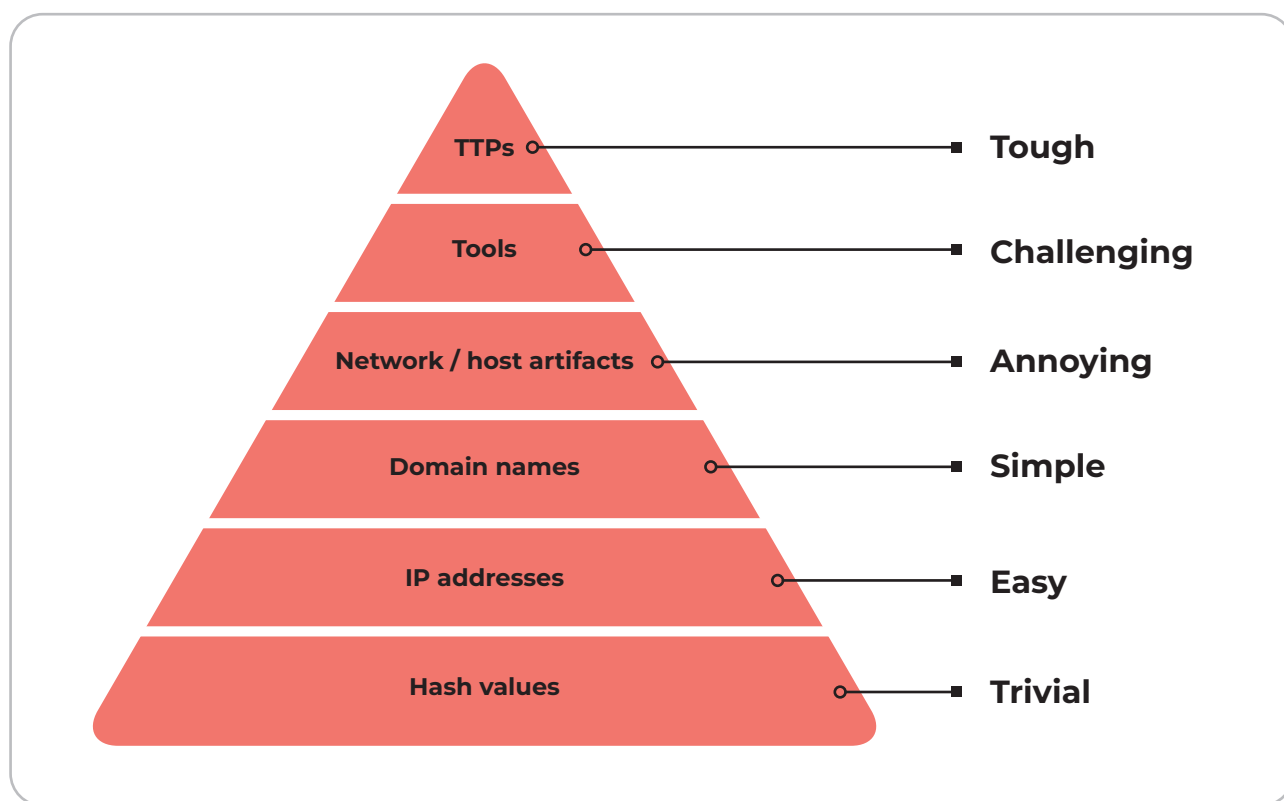 TTPs
Tough
Tools
Challenging
Network / host artifacts
Annoying
Domain names
Simple
IP addresses
Easy
Hash values
Trivial